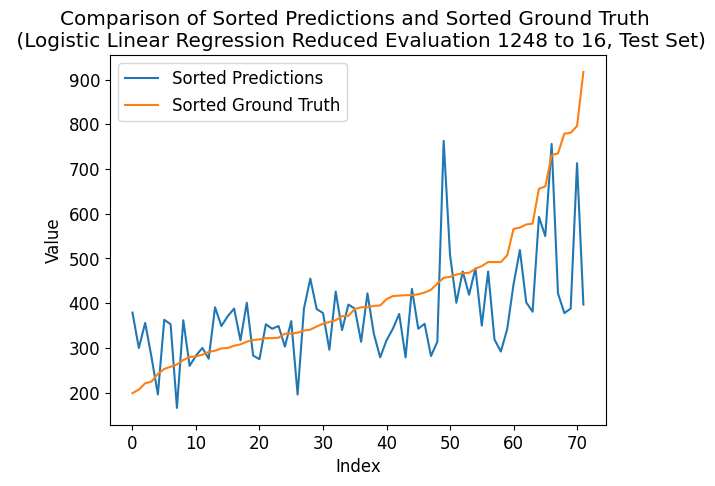 Comparison of Sorted Predictions and Sorted Ground Truth
(Logistic Linear Regression Reduced Evaluation 1248 to 16, Test Set)
Sorted Predictions
Sorted Ground Truth
900
800
700
600
500
400
300
200
Value
0 10 20 30 40 50 60 70
Index